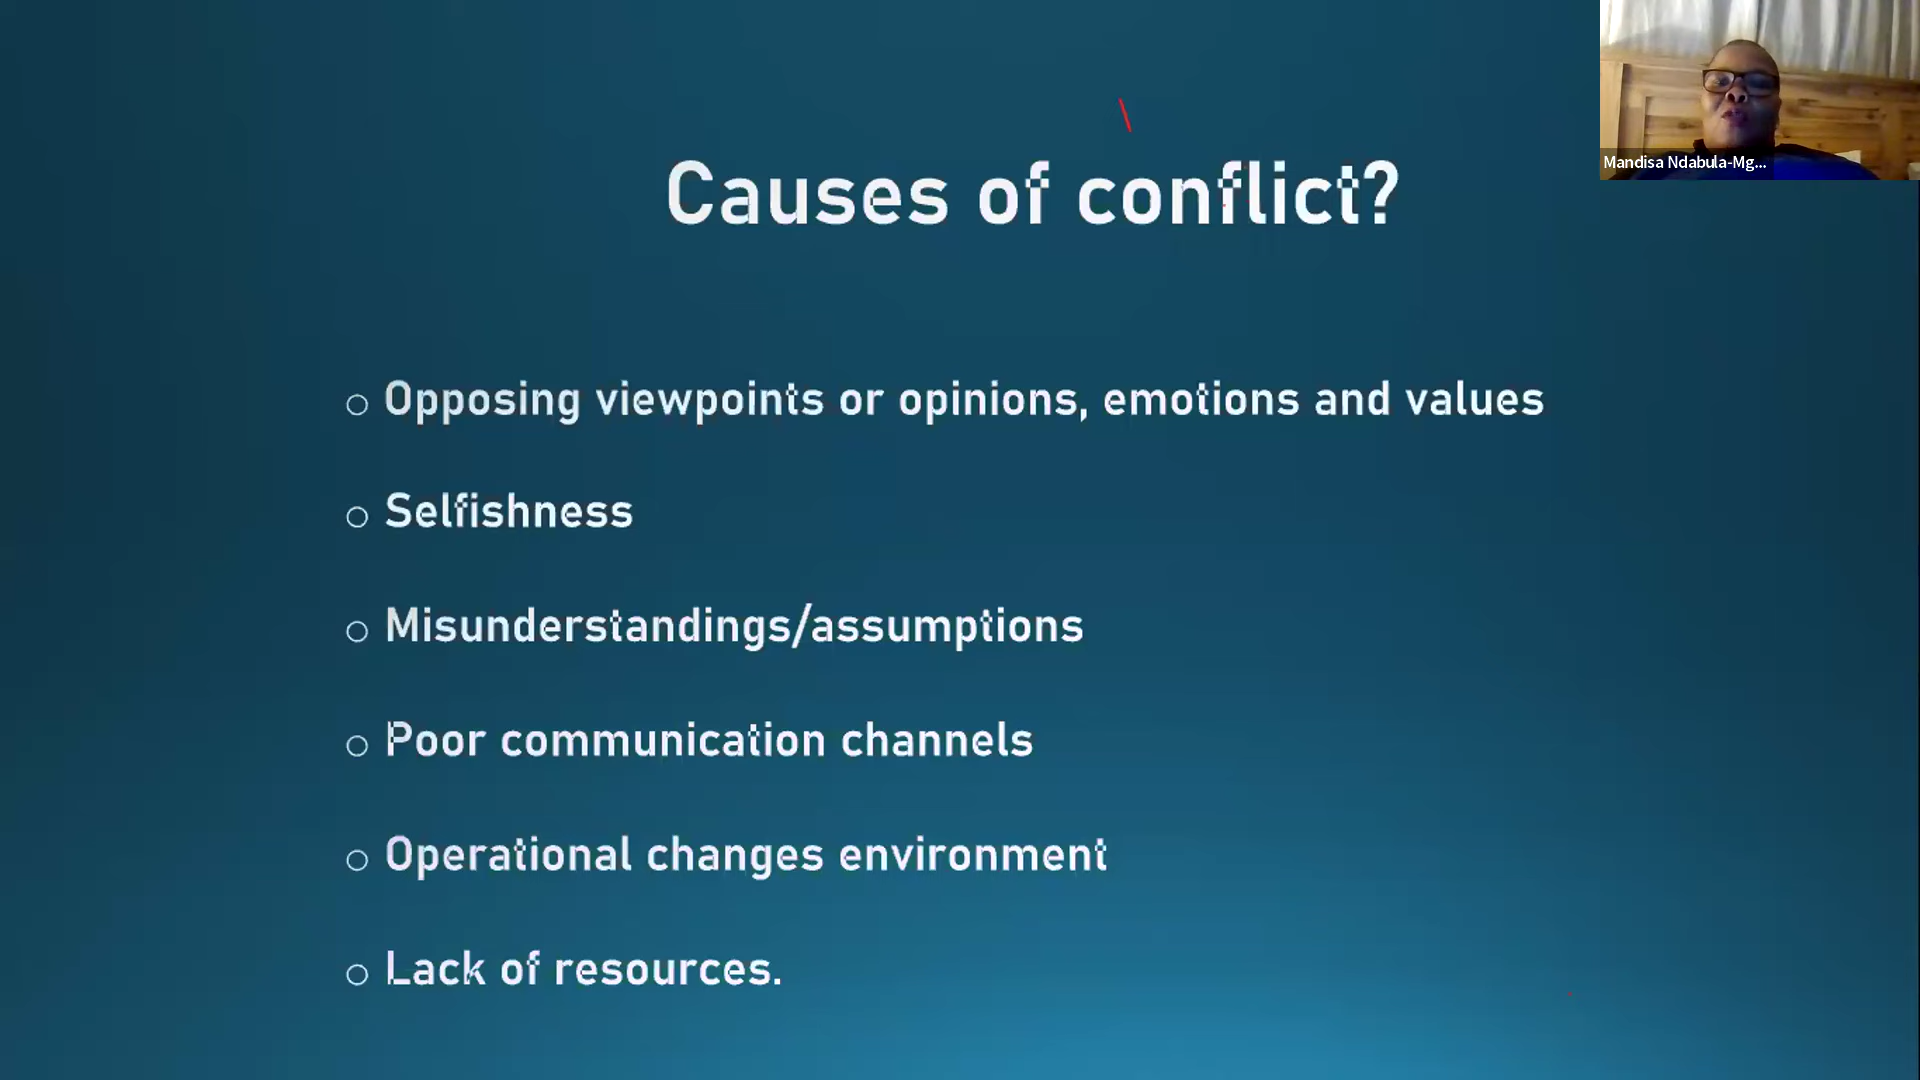 Mandisa Ndabula-Mg...
Causes of conflict?
Opposing viewpoints or opinions, emotions and values
Selfishness
Misunderstandings/assumptions
Poor communication channels
Operational changes environment
Lack of resources.